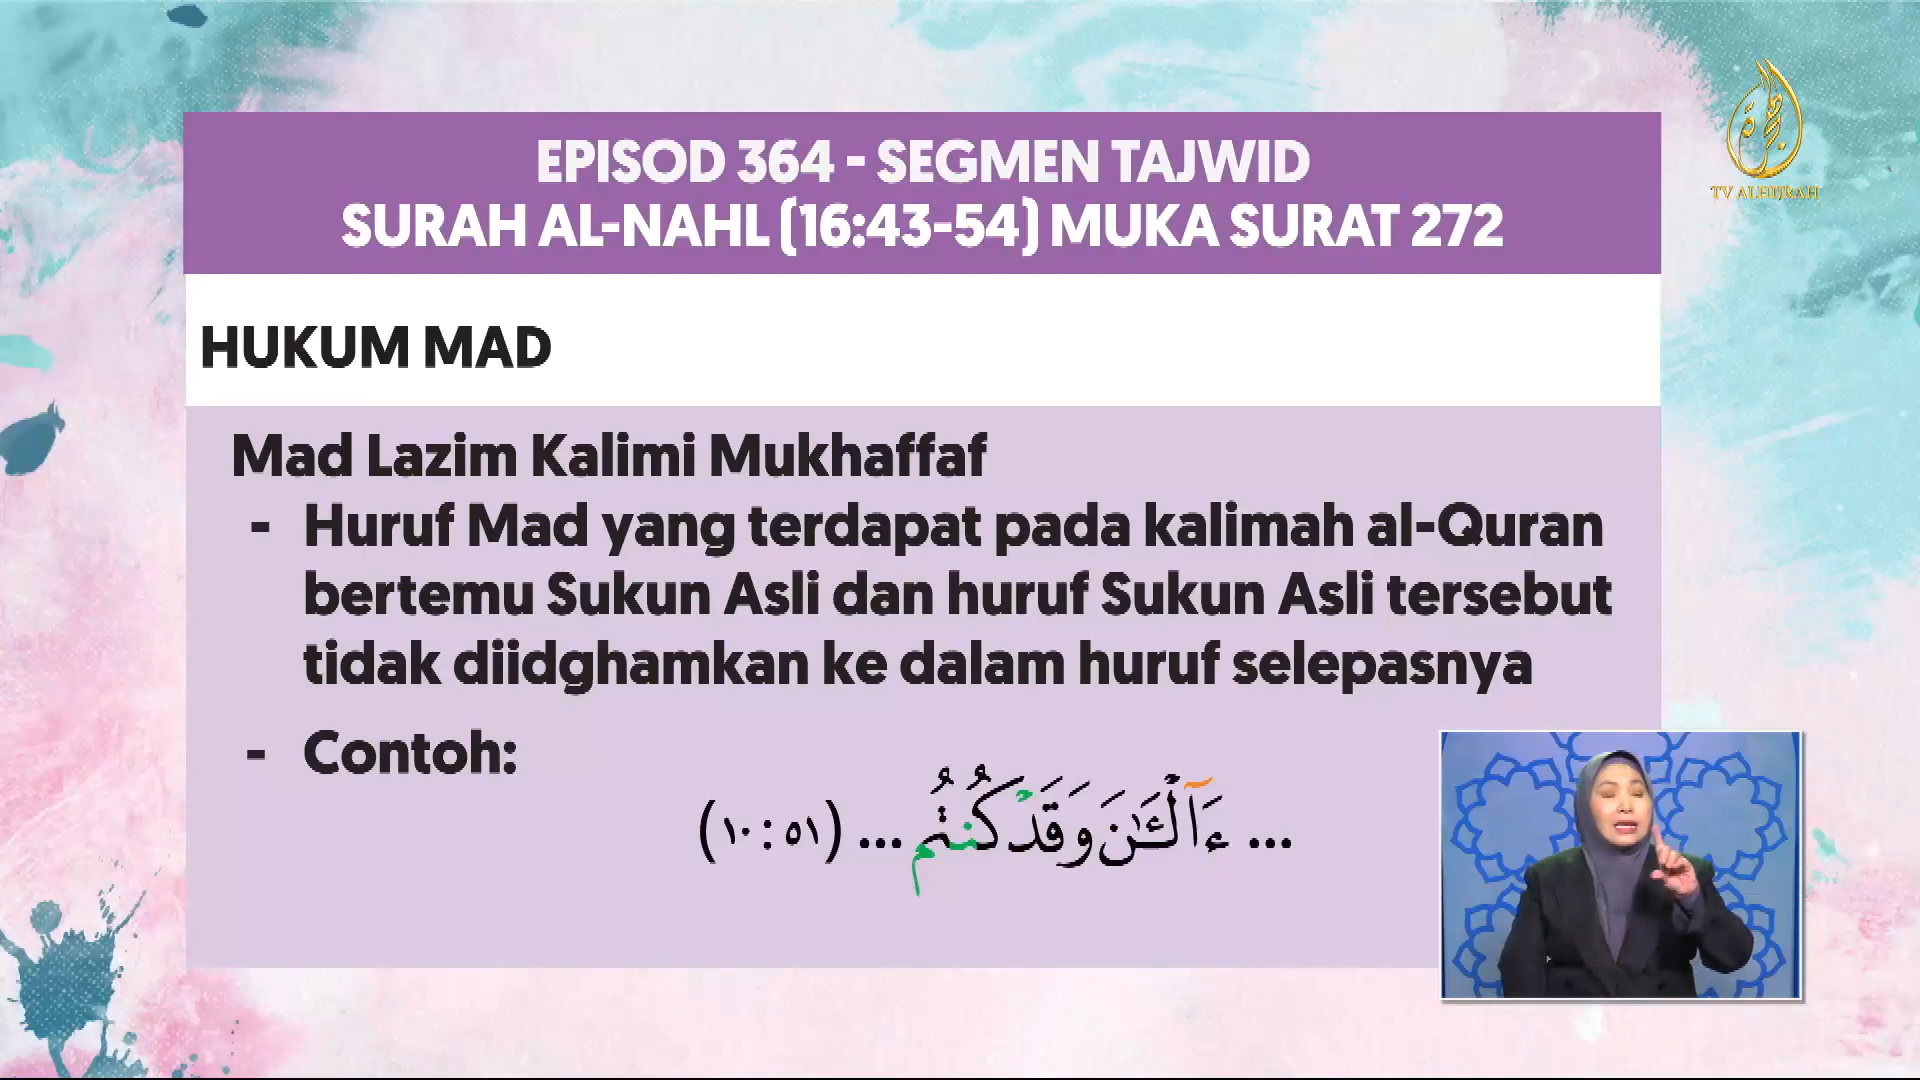 EPISOD 364 - SEGMEN TAJWID
SURAH AL-NAHL (16:43-54) MUKA SURAT 272
TV ALHIJRAH
HUKUM MAD
Mad Lazim Kalimi Mukhaffaf
- Huruf Mad yang terdapat pada kalimah al-Quran
bertemu Sukun Asli dan huruf Sukun Asli tersebut
tidak diidghamkan ke dalam huruf selepasnya
- Contoh:
... ءَآلْـَٰٔنَ وَقَدْ كُنتُم ... (١٠:٥١)